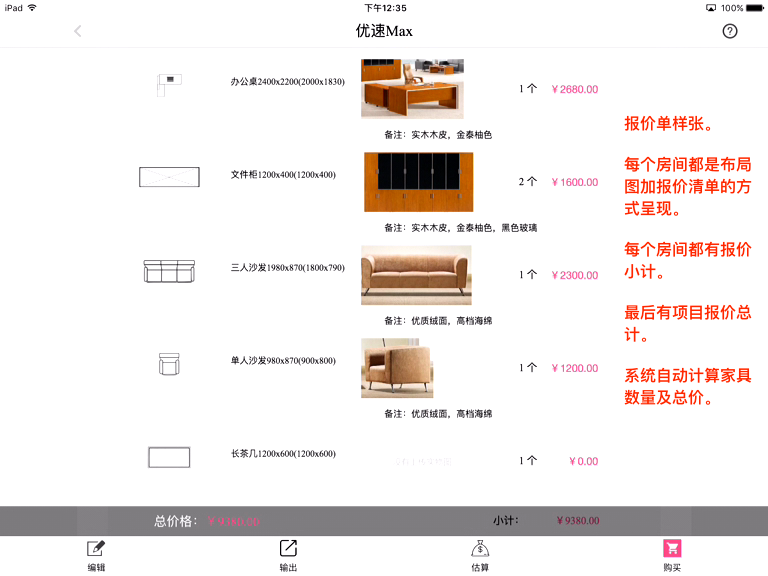 iPad
下午12:35
100%
优速Max
办公桌2400x2200(2000x1830)
1 个
￥2680.00
备注：实木木皮，金泰柚色
文件柜1200x400(1200x400)
2 个
￥1600.00
备注：实木木皮，金泰柚色，黑色玻璃
三人沙发1980x870(1800x790)
1 个
￥2300.00
备注：优质绒面，高档海绵
单人沙发980x870(900x800)
1 个
￥1200.00
备注：优质绒面，高档海绵
长茶几1200x600(1200x600)
1 个
￥0.00
报价单样张。
每个房间都是布局
图加报价清单的方
式呈现。
每个房间都有报价
小计。
最后有项目报价总
计。
系统自动计算家具
数量及总价。
总价格：￥9380.00
小计：
￥9380.00
编辑
输出
估算
购买